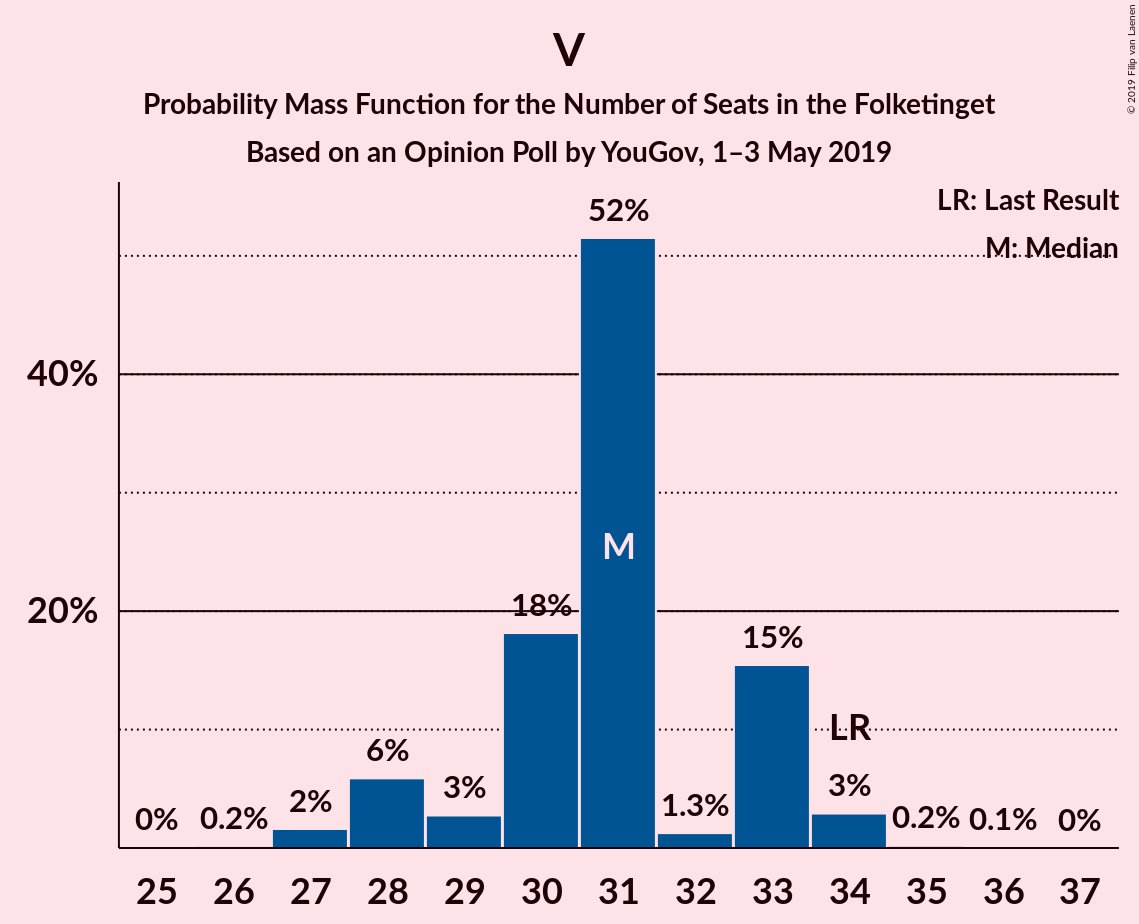 V
Probability Mass Function for the Number of Seats in the Folketinget
Based on an Opinion Poll by YouGov, 1–3 May 2019
© 2019 Filip van Laenen
LR: Last Result
M: Median
52%
40%
M
20%
18%
15%
LR
6%
3%
3%
2%
1.3%
0%
0.2%
0.2%
0.1%
0%
25 26 27 28 29 30 31 32 33 34 35 36 37